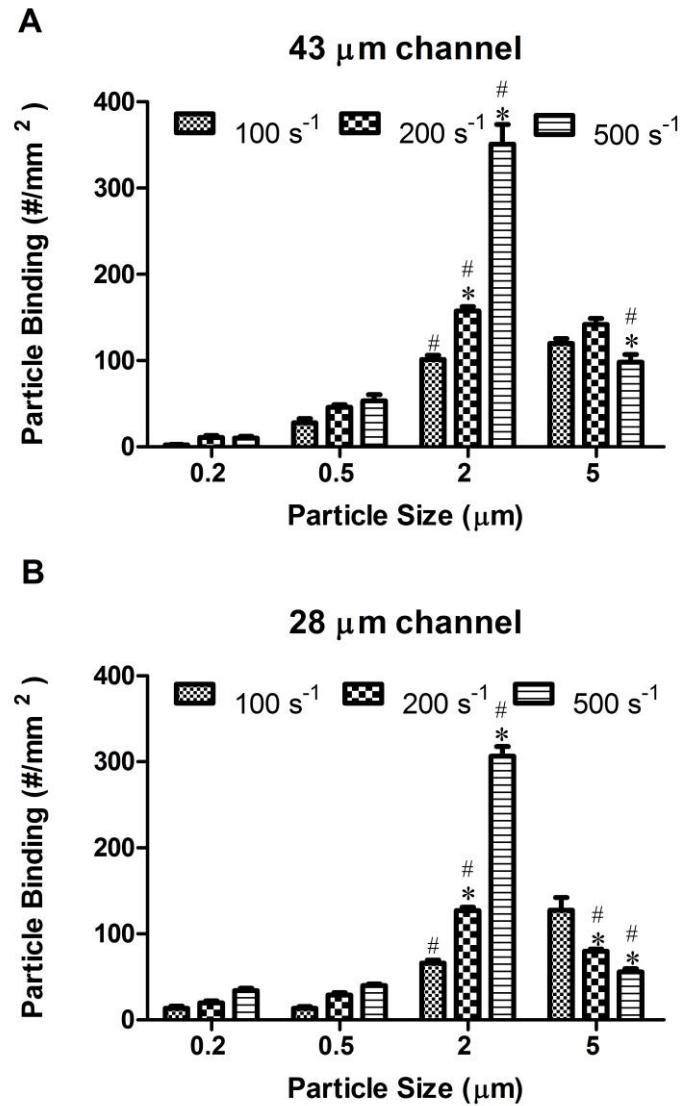 A
43 μm channel
100 s-1 200 s-1 500 s-1
Particle Binding (#/mm 2 )
400
300
200
100
0
#
*
#
*
#
#
*
0.2 0.5 2 5
Particle Size (μm)
B
28 μm channel
100 s-1 200 s-1 500 s-1
Particle Binding (#/mm 2 )
400
300
200
100
0
#
*
#
*
#
#
*
#
*
0.2 0.5 2 5
Particle Size (μm)